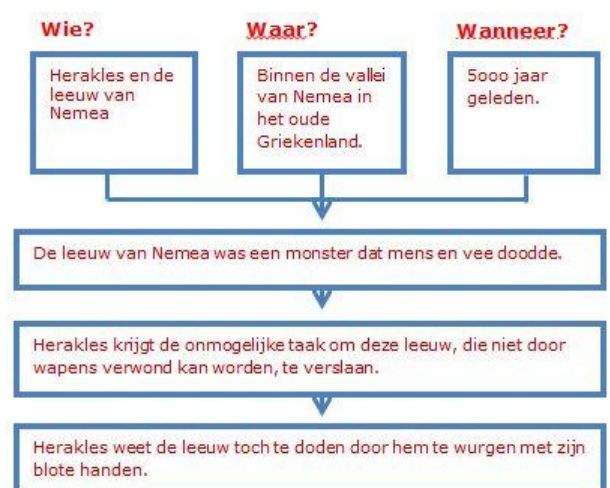 Wie?
Waar?
Wanneer?
Herakles en de
leeuw van
Nemea
Binnen de vallei
van Nemea in
het oude
Griekenland.
5ooo jaar
geleden.
De leeuw van Nemea was een monster dat mens en vee doodde.
Herakles krijgt de onmogelijke taak om deze leeuw, die niet door
wapens verwond kan worden, te verslaan.
Herakles weet de leeuw toch te doden door hem te wurgen met zijn
blote handen.